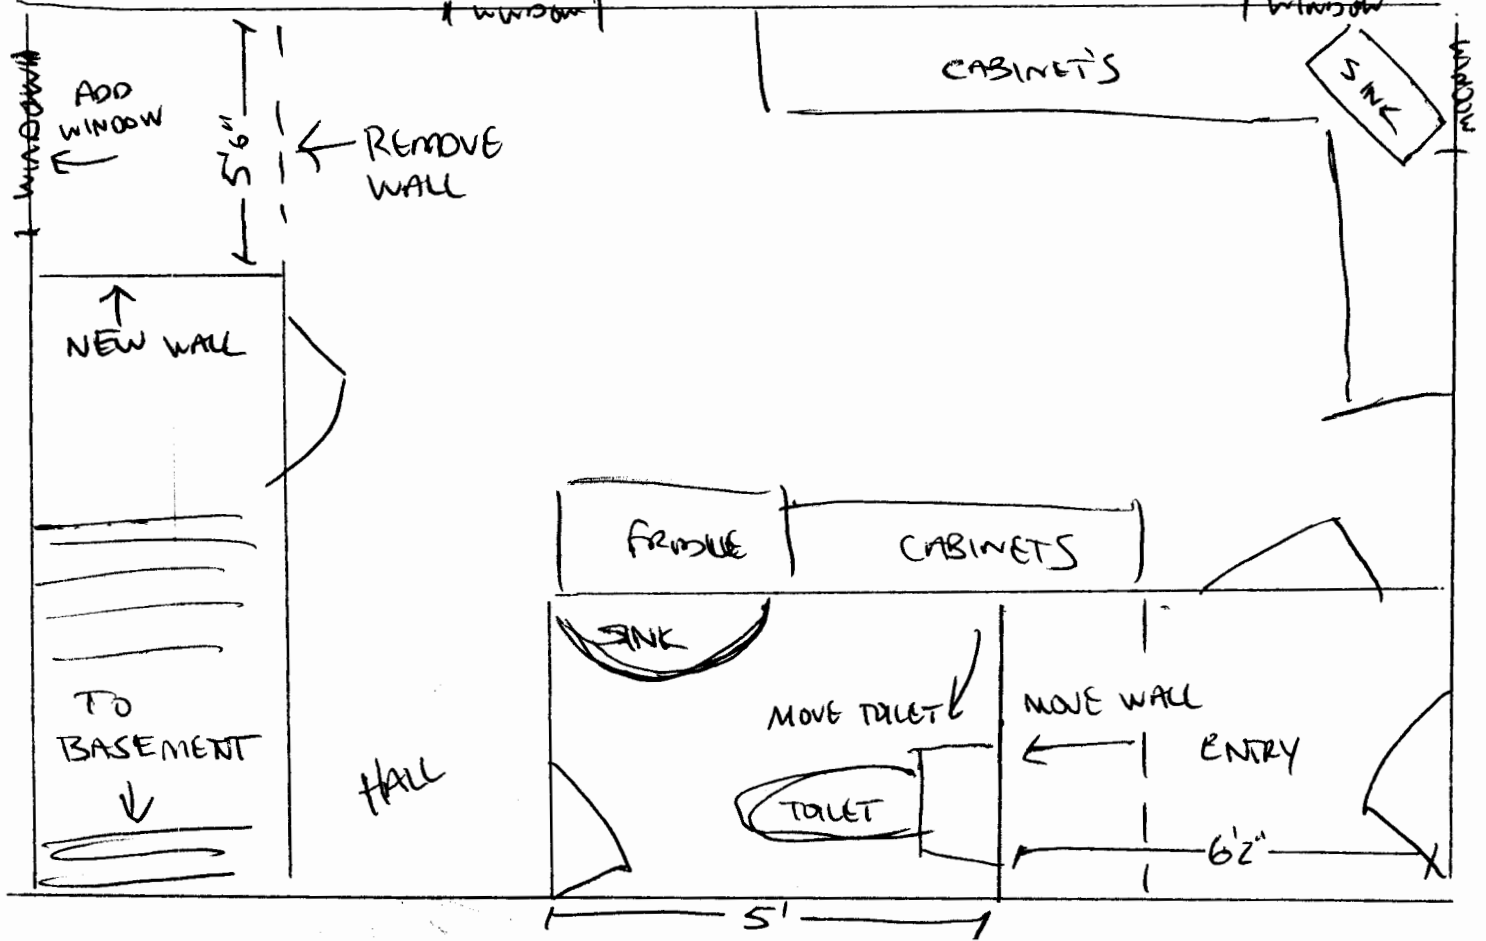 WINDOW
WINDOW
WINDOW
ADD
WINDOW
5'6"
REMOVE
WALL
CABINET'S
SINK
WINDOW
NEW WALL
FRIDGE
CABINETS
SINK
MOVE TOILET
MOVE WALL
TO
BASEMENT
ENTRY
HALL
TOILET
6'2"
5'